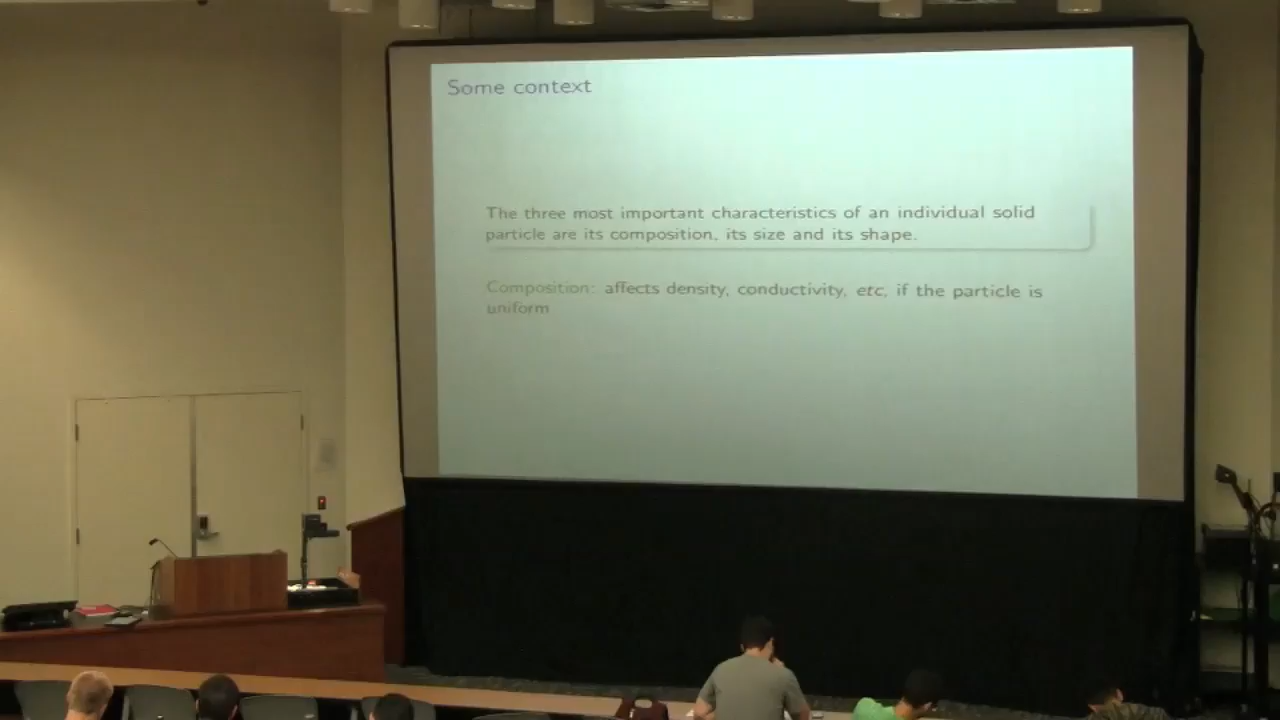 Some context
The three most important characteristics of an individual solid
particle are its composition, its size and its shape.
Composition: affects density, conductivity, etc, if the particle is
uniform